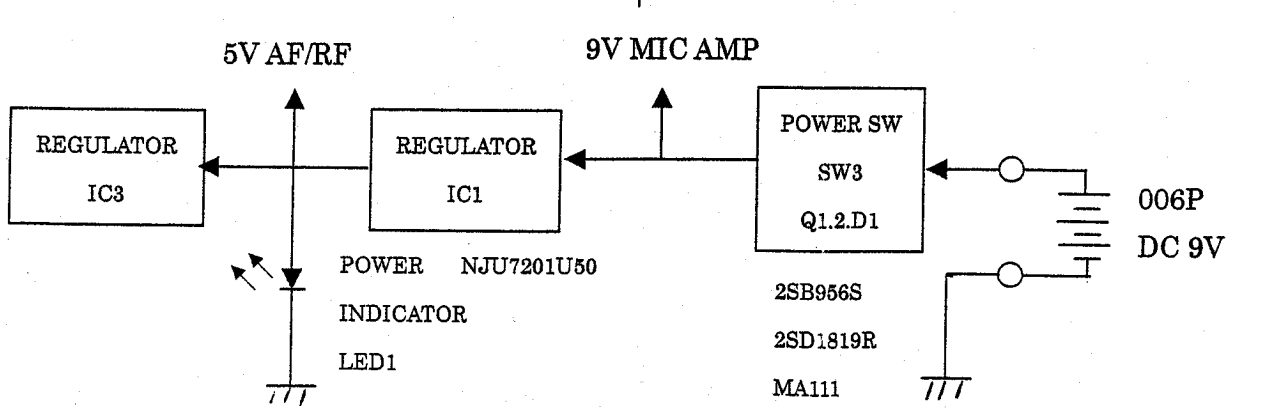 5V AF/RF
9V MIC AMP
REGULATOR
IC3
REGULATOR
IC1
POWER SW
SW3
Q1.2.D1
006P
DC 9V
POWER NJU7201U50
INDICATOR
LED1
2SB956S
2SD1819R
MA111